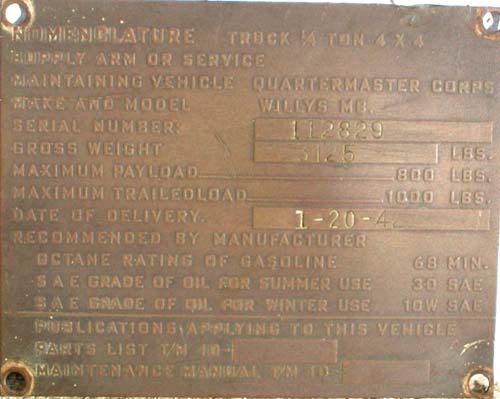 NOMENCLATURE TRUCK 1/4 TON 4 X 4
SUPPLY ARM OR SERVICE
MAINTAINING VEHICLE QUARTERMASTER CORPS
MAKE AND MODEL WILLYS MB.
SERIAL NUMBER: 112829
GROSS WEIGHT 3125 LBS.
MAXIMUM PAYLOAD 800 LBS.
MAXIMUM TRAILEDLOAD 1000 LBS.
DATE OF DELIVERY. 1-20-42
RECOMMENDED BY MANUFACTURER
OCTANE RATING OF GASOLINE 68 MIN.
S A E GRADE OF OIL FOR SUMMER USE 30 SAE
S A E GRADE OF OIL FOR WINTER USE 10W SAE
PUBLICATIONS APPLYING TO THIS VEHICLE
PARTS LIST T/M 10-
MAINTENANCE MANUAL T/M 10-